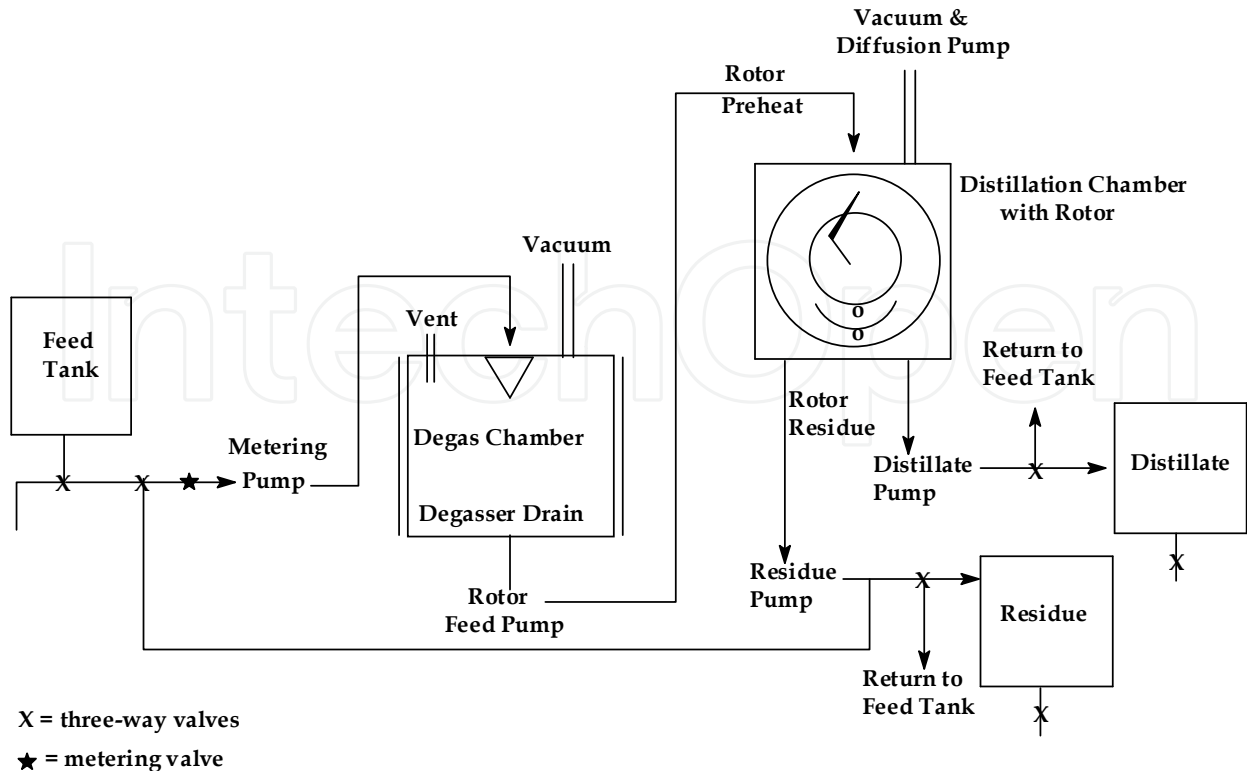 Vacuum &
Diffusion Pump
Rotor
Preheat
Distillation Chamber
with Rotor
Vacuum
Vent
Feed
Tank
Return to
Feed Tank
Rotor
Residue
Metering
Pump
Degas Chamber
Distillate
Pump
Distillate
X
X
X
Degasser Drain
o
o
Rotor
Feed Pump
Residue
Pump
X
X
Residue
Return to
Feed Tank
X
X = three-way valves
★ = metering valve
IntechOpen